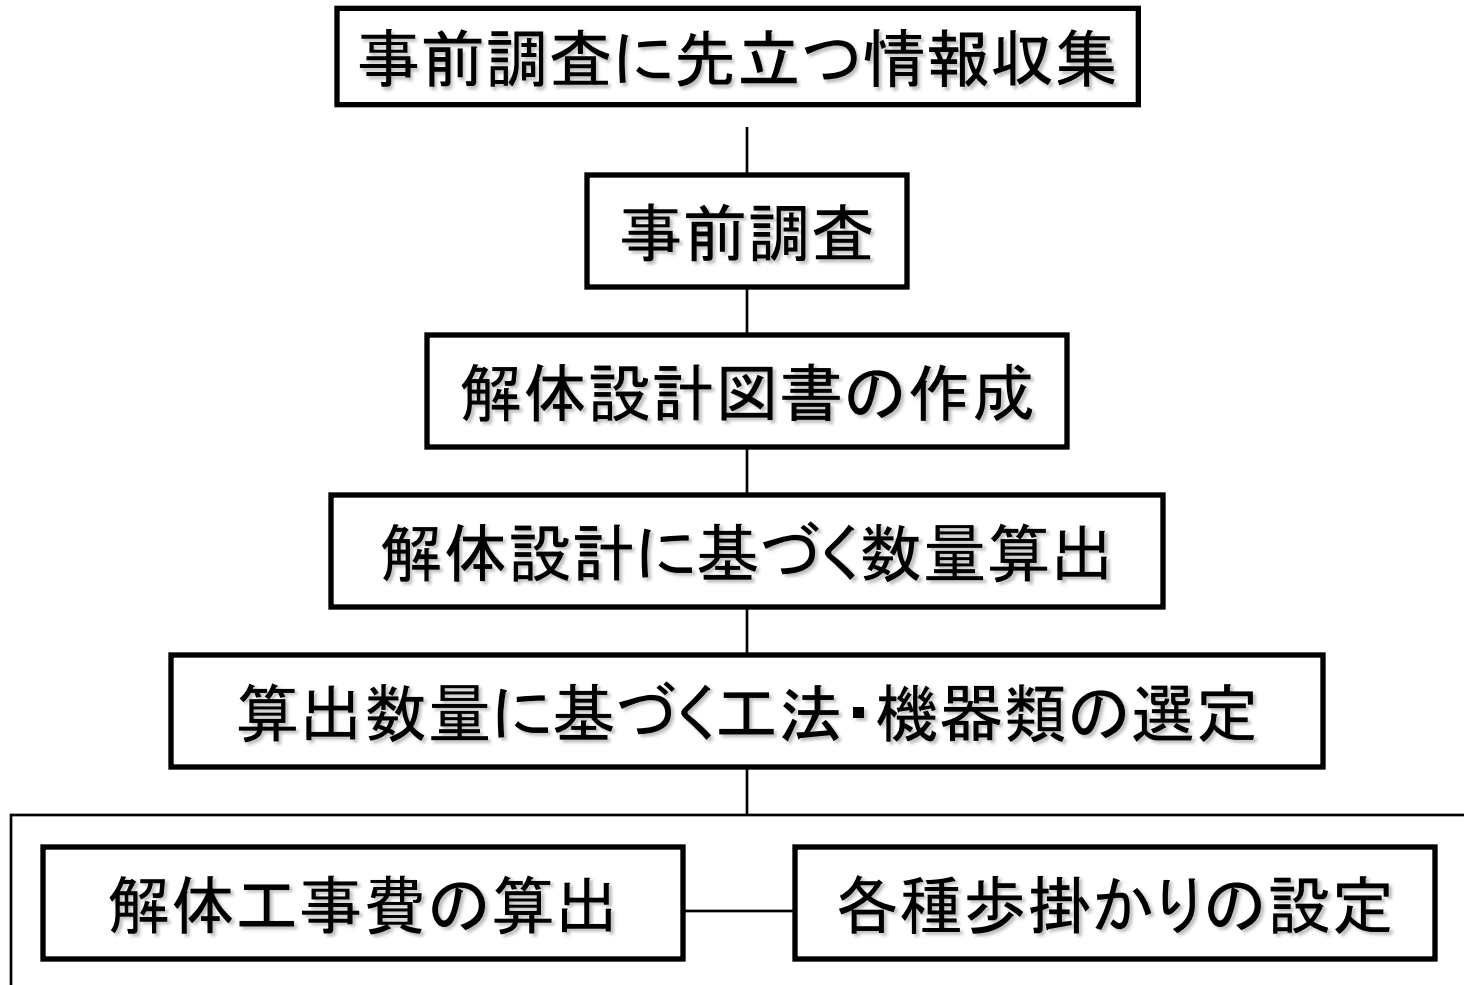 事前調査に先立つ情報収集
事前調査
解体設計図書の作成
解体設計に基づく数量算出
算出数量に基づく工法・機器類の選定
解体工事費の算出
各種歩掛かりの設定